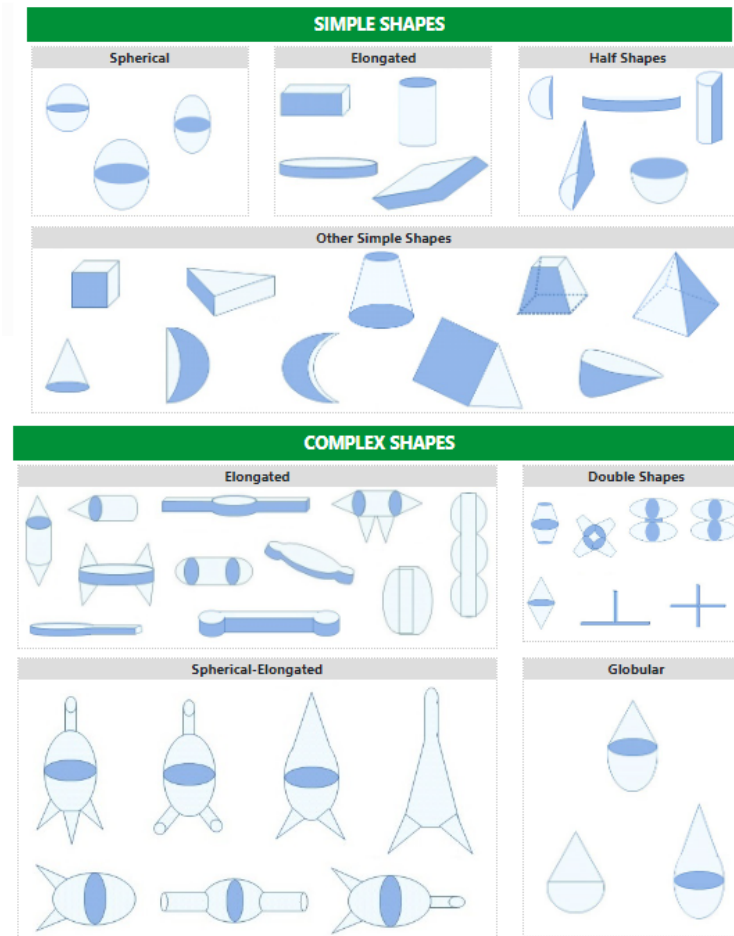 SIMPLE SHAPES
Spherical
Elongated
Half Shapes
Other Simple Shapes
COMPLEX SHAPES
Elongated
Double Shapes
Spherical-Elongated
Globular